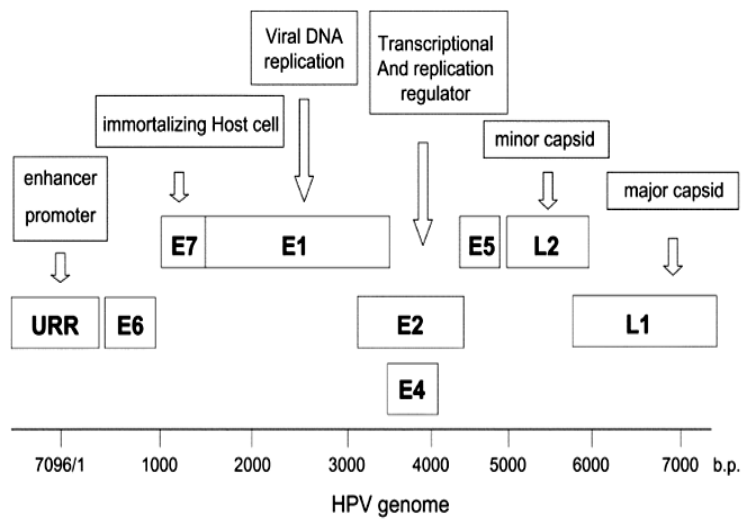 Viral DNA
replication
Transcriptional
And replication
regulator
immortalizing Host cell
minor capsid
enhancer
promoter
major capsid
E7
E1
E5
L2
URR
E6
E2
L1
E4
7096/1 1000 2000 3000 4000 5000 6000 7000 b.p.
HPV genome